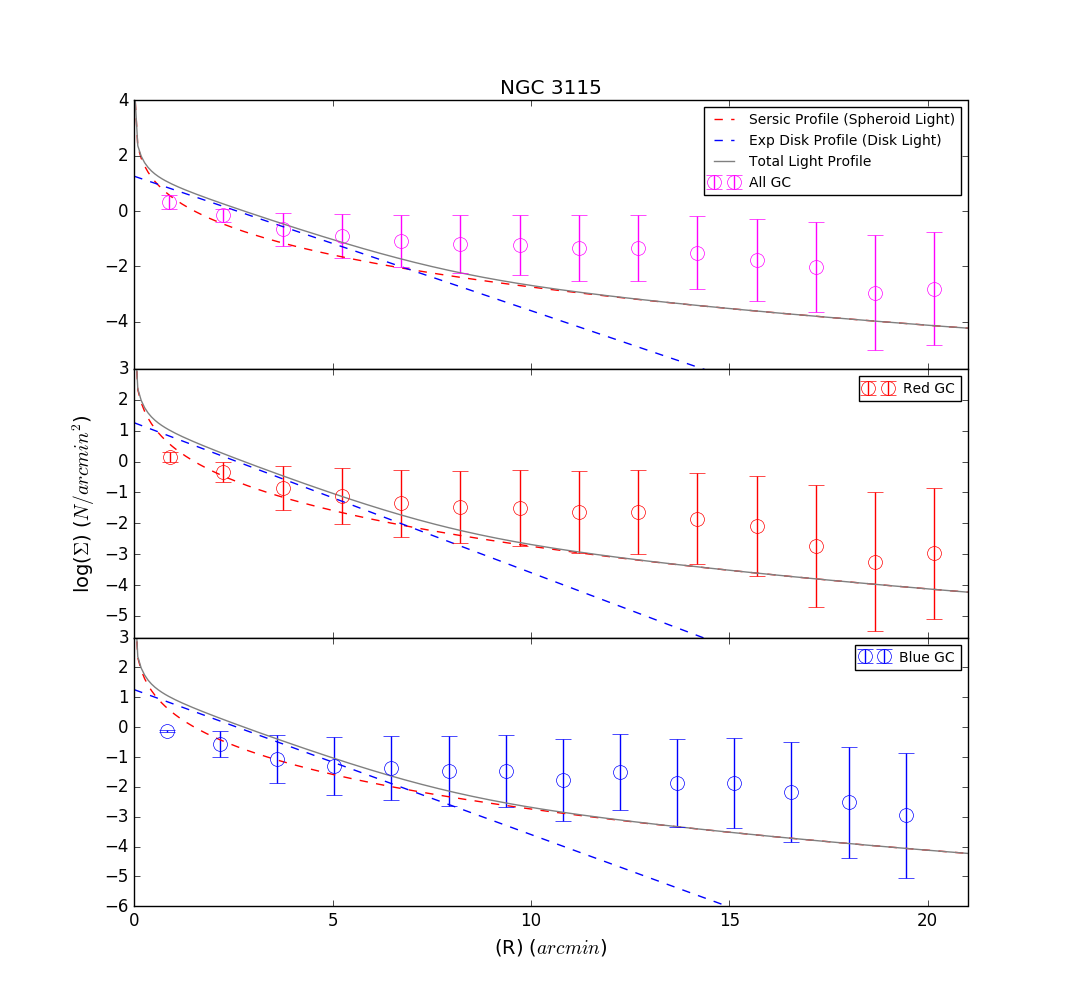 NGC 3115
4
2
0
−2
−4
Sersic Profile (Spheroid Light)
Exp Disk Profile (Disk Light)
Total Light Profile
All GC
3
2
1
0
−1
−2
−3
−4
−5
Red GC
log(Σ) (N/arcmin²)
3
2
1
0
−1
−2
−3
−4
−5
−6
Blue GC
0 5 10 15 20
(R) (arcmin)